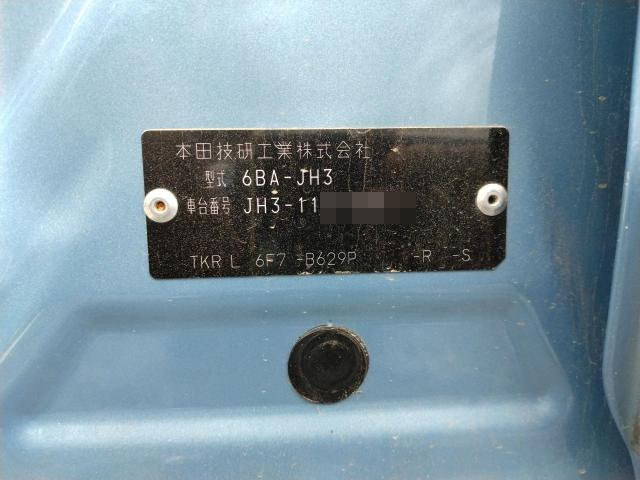 本田技研工業株式会社
型式 6BA-JH3
車台番号 JH3-11
TKR L 6F7 -B629P -R -S